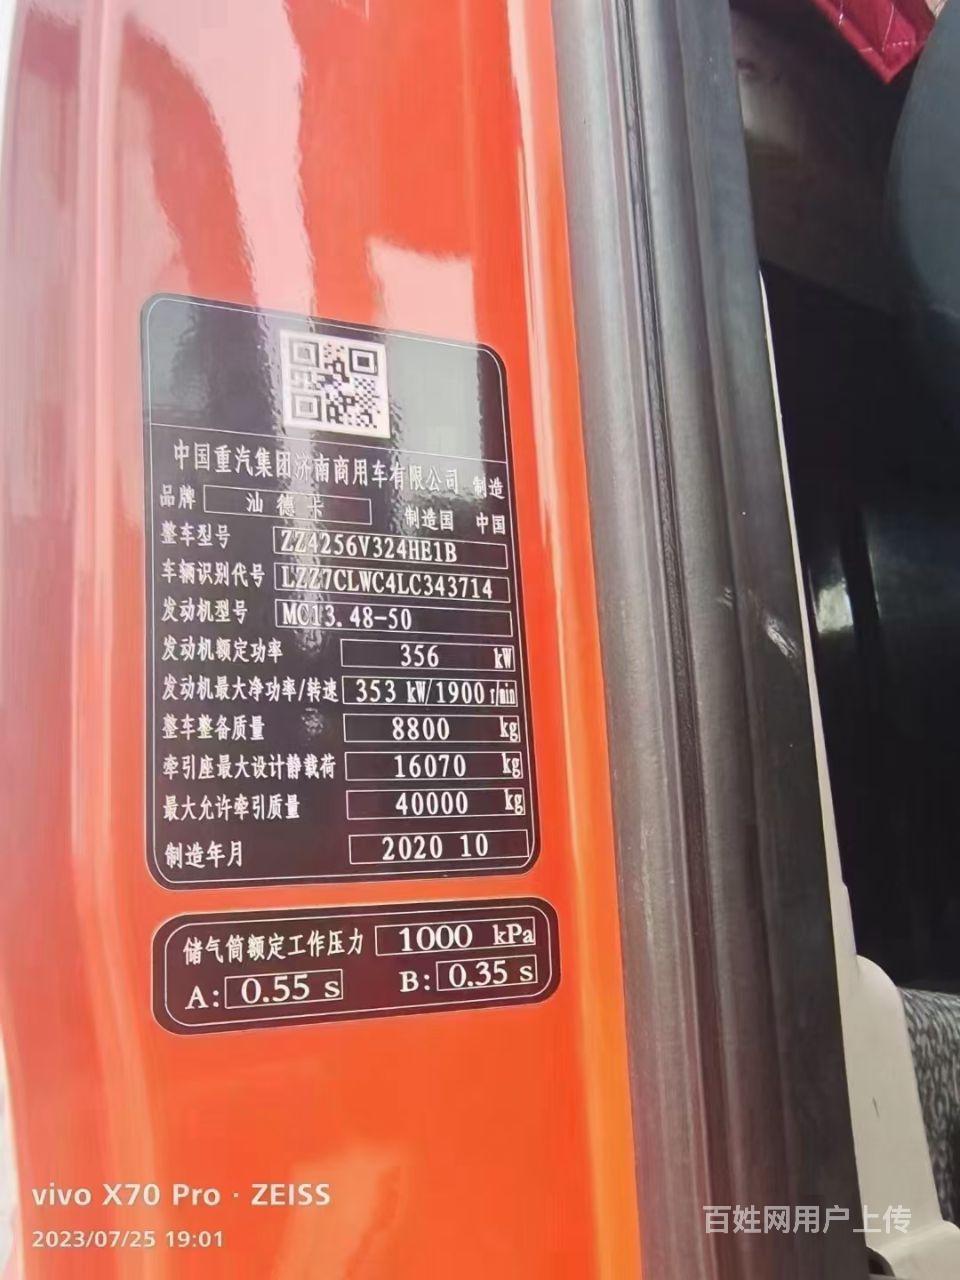 中国重汽集团济南商用车有限公司 制造
品牌 汕德卡 制造国 中国
整车型号 ZZ4256V324HE1B
车辆识别代号 LZZ7CLWC4LC343714
发动机型号 MC13.48-50
发动机额定功率 356 kW
发动机最大净功率/转速 353 kW/1900 r/min
整车整备质量 8800 kg
牵引座最大设计静载荷 16070 kg
最大允许牵引质量 40000 kg
制造年月 2020 10
储气筒额定工作压力 1000 kPa
A: 0.55 s B: 0.35 s
vivo X70 Pro · ZEISS
2023/07/25 19:01
百姓网用户上传